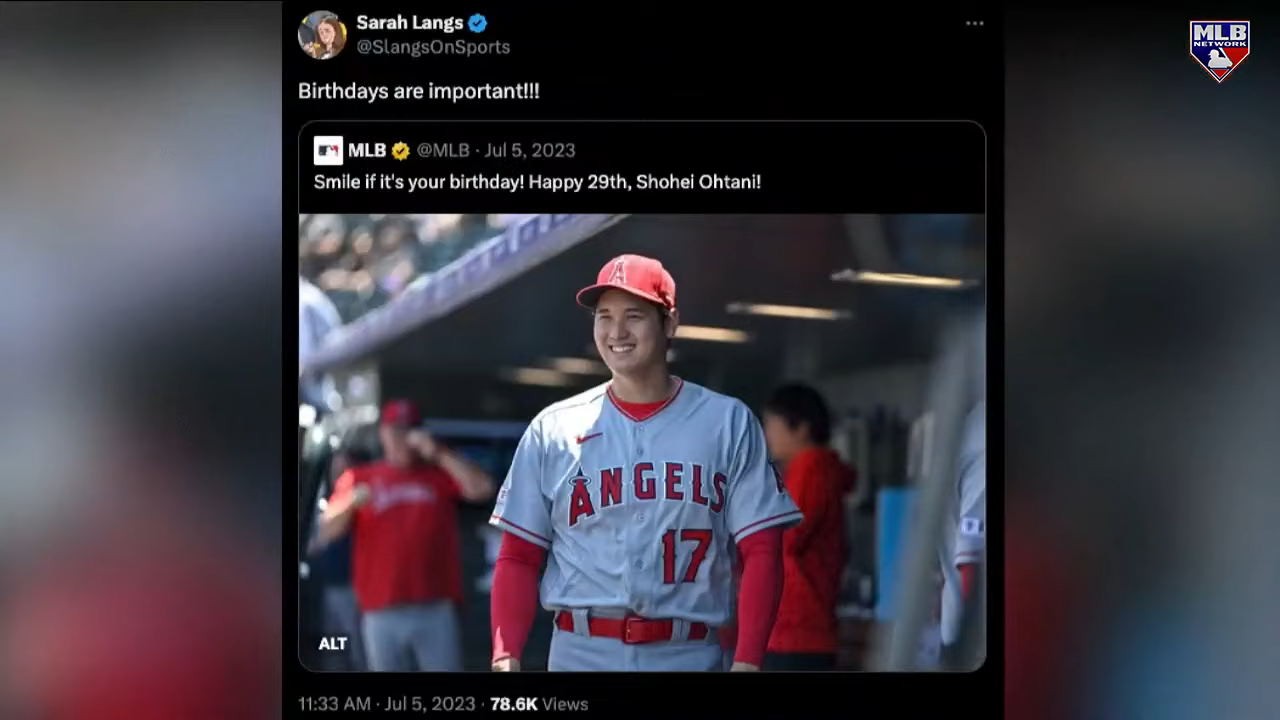 Sarah Langs
@SlangsOnSports
MLB
NETWORK
Birthdays are important!!!
MLB @MLB · Jul 5, 2023
Smile if it's your birthday! Happy 29th, Shohei Ohtani!
A
ANGELS
17
ALT
11:33 AM · Jul 5, 2023 · 78.6K Views